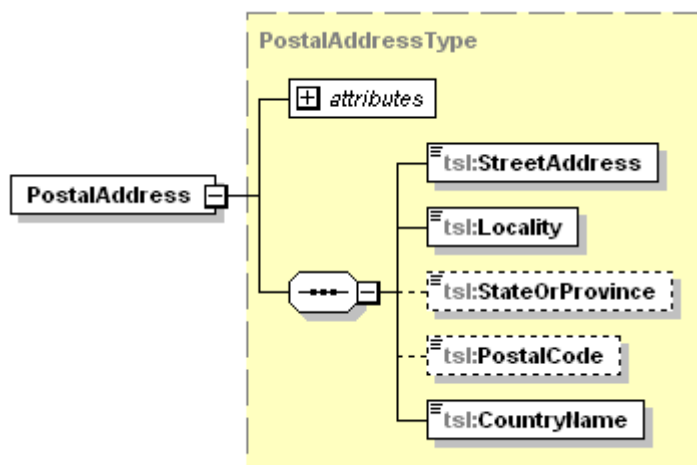 PostalAddressType
attributes
tsl:StreetAddress
PostalAddress
tsl:Locality
tsl:StateOrProvince
tsl:PostalCode
tsl:CountryName